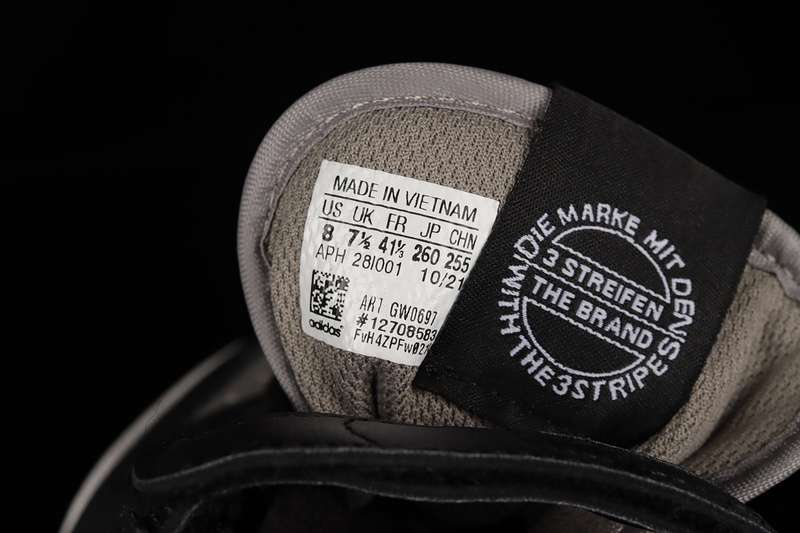 MADE IN VIETNAM
US UK FR JP CHN
8 7½ 41⅓ 260 255
APH 28I001 10/21
ART GW0697
#12708583
adidas
DIE MARKE MIT DEN
3 STREIFEN
THE BRAND
WITH THE 3 STRIPES